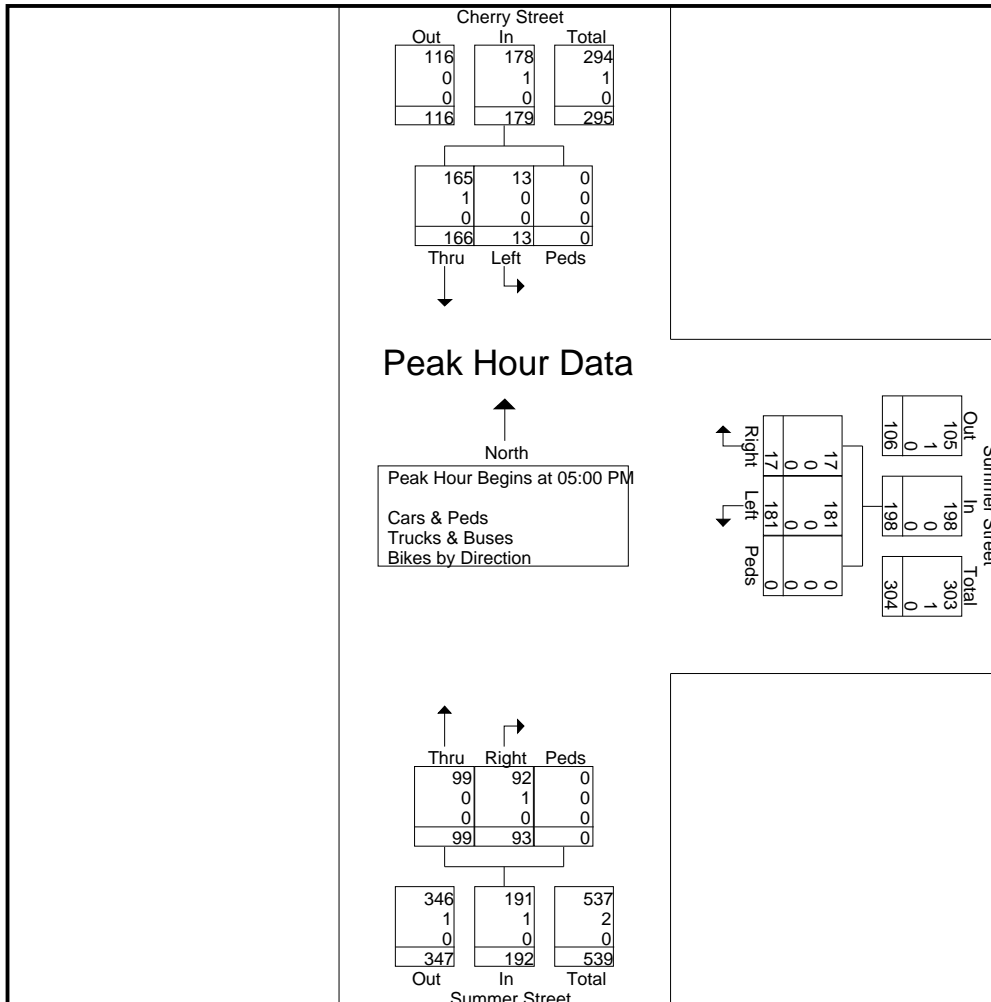 Cherry Street
Out In Total
116 178 294
0 1 1
0 0 0
116 179 295
165 13 0
1 0 0
0 0 0
166 13 0
Thru Left Peds
Peak Hour Data
North
Peak Hour Begins at 05:00 PM
Cars & Peds
Trucks & Buses
Bikes by Direction
Summer Street
Out In Total
105 198 303
1 0 1
0 0 0
106 198 304
17 181 0
0 0 0
0 0 0
17 181 0
Right Left Peds
Thru Right Peds
99 92 0
0 1 0
0 0 0
99 93 0
346 191 537
1 1 2
0 0 0
347 192 539
Out In Total
Summer Street